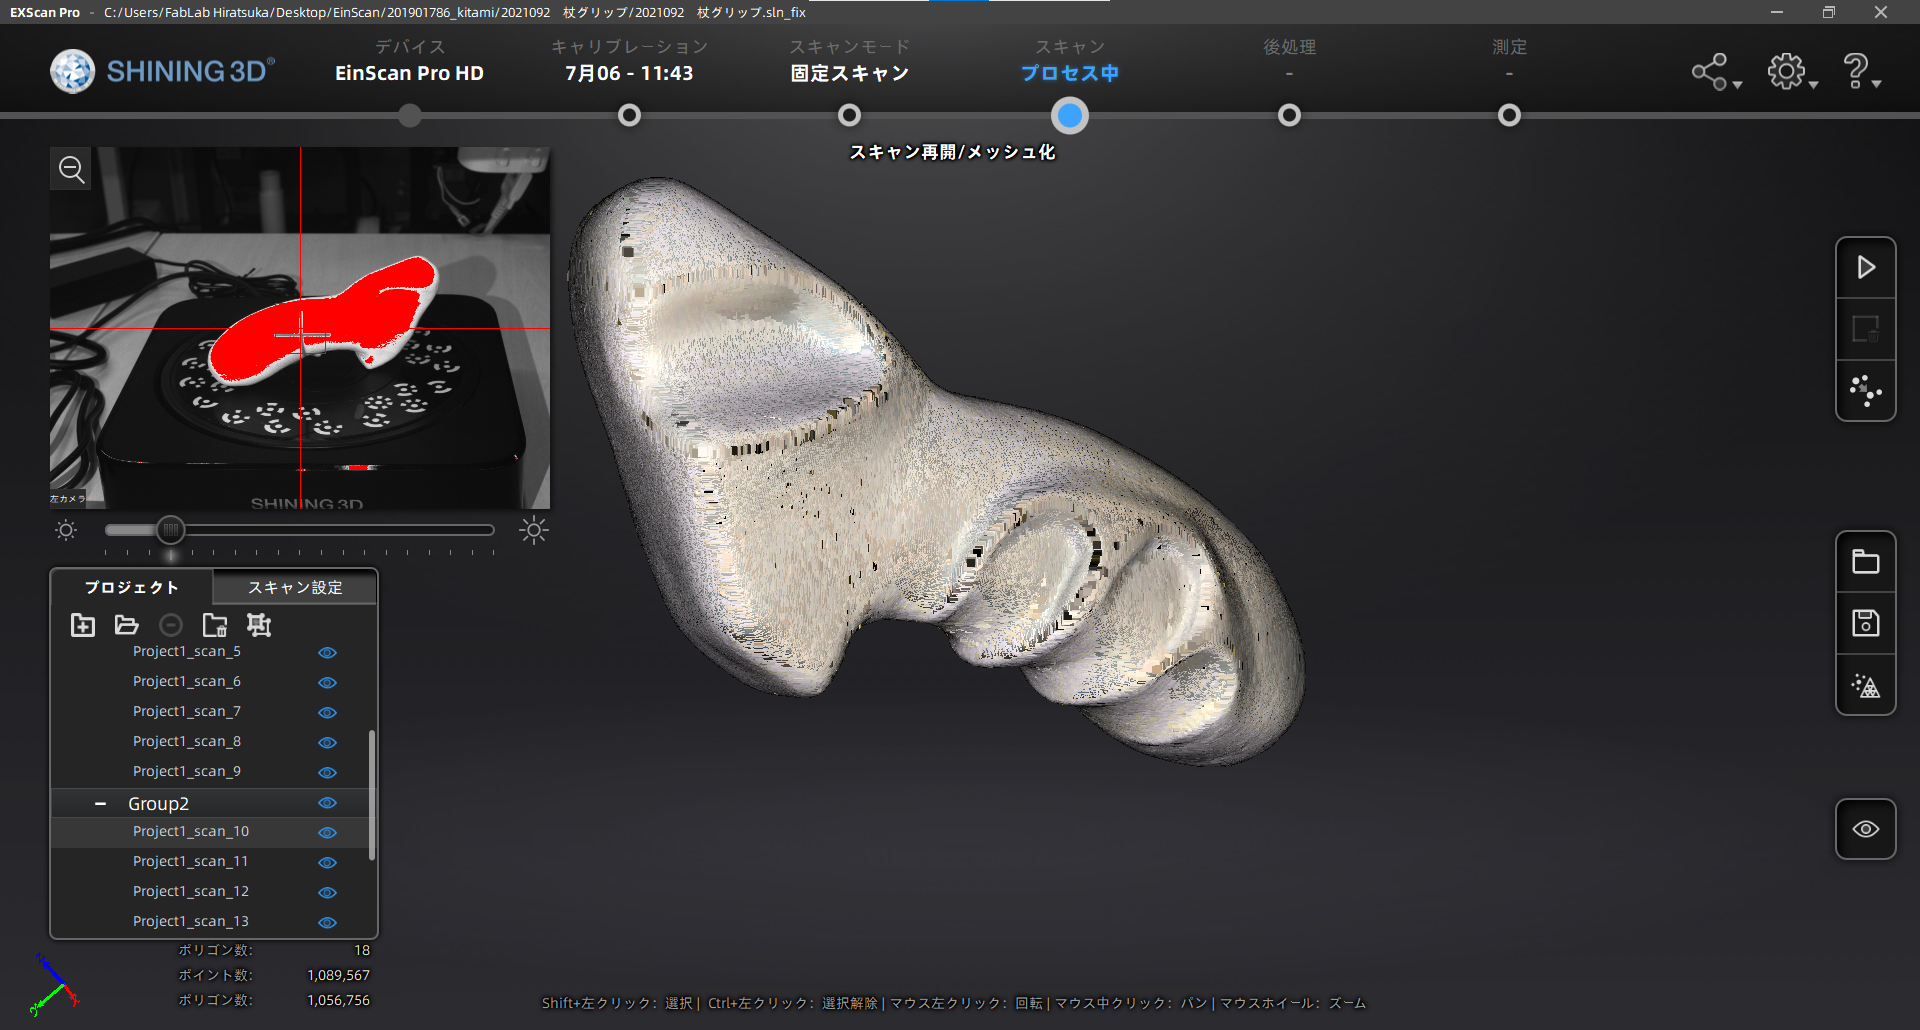 EXScan Pro - C:/Users/FabLab Hiratsuka/Desktop/EinScan/201901786_kitami/2021092　杖グリップ/2021092　杖グリップ.sln_fix
SHINING 3D®
デバイス
EinScan Pro HD
キャリブレーション
7月06 - 11:43
スキャンモード
固定スキャン
スキャン
プロセス中
後処理
-
測定
-
スキャン再開/メッシュ化
SHINING 3D
左カメラ
プロジェクト
スキャン設定
Project1_scan_5
Project1_scan_6
Project1_scan_7
Project1_scan_8
Project1_scan_9
Group2
Project1_scan_10
Project1_scan_11
Project1_scan_12
Project1_scan_13
ポリゴン数: 18
ポイント数: 1,089,567
ポリゴン数: 1,056,756
Shift+左クリック: 選択 | Ctrl+左クリック: 選択解除 | マウス左クリック: 回転 | マウス中クリック: パン | マウスホイール: ズーム